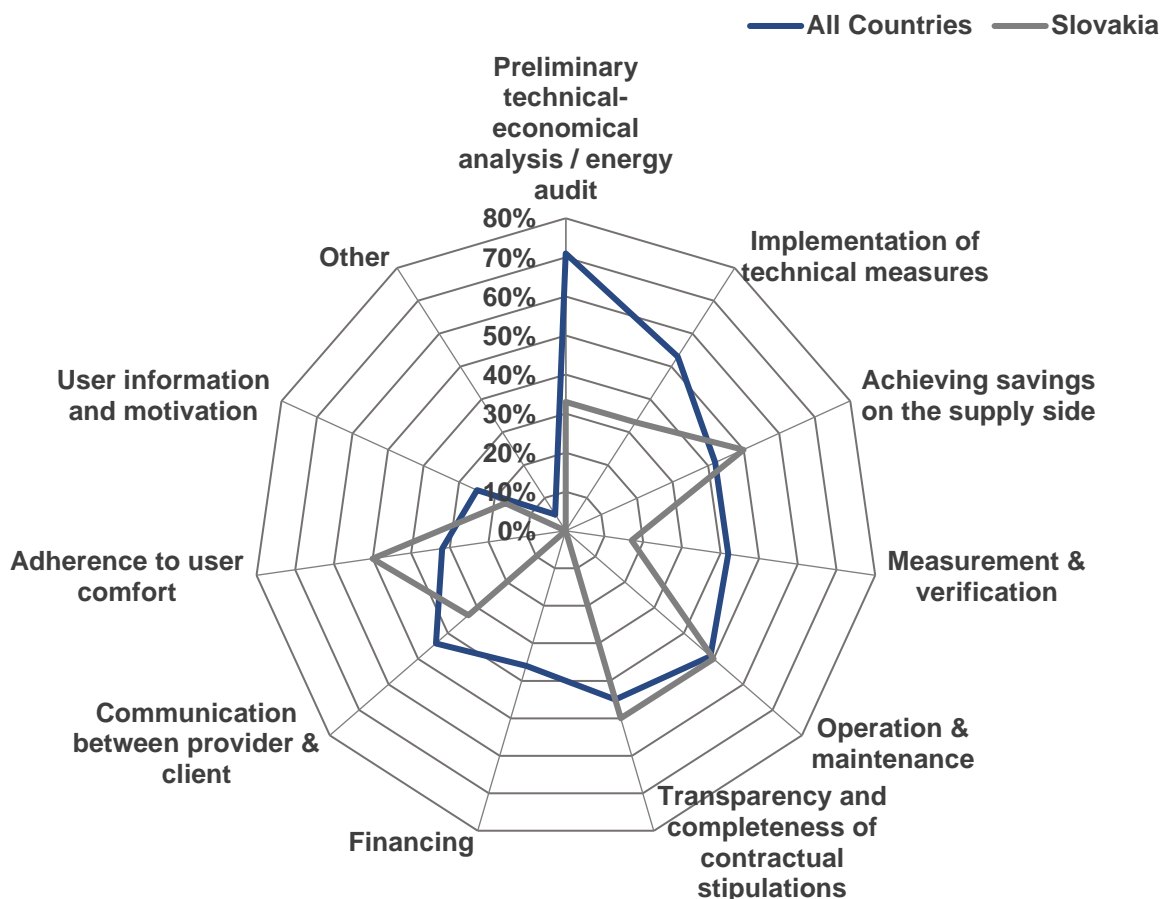 All Countries
Slovakia
Preliminary
technical-
economical
analysis / energy
audit
80%
70%
60%
50%
40%
30%
20%
10%
0%
Implementation of
technical measures
Achieving savings
on the supply side
Measurement &
verification
Operation &
maintenance
Transparency and
completeness of
contractual
stipulations
Financing
Communication
between provider &
client
Adherence to user
comfort
User information
and motivation
Other